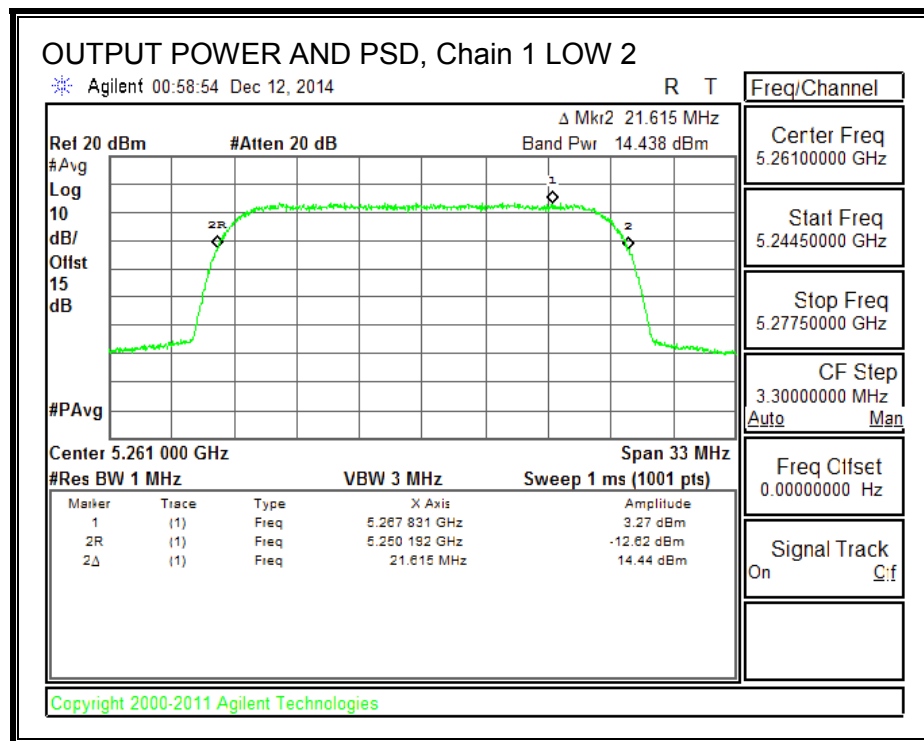 OUTPUT POWER AND PSD, Chain 1 LOW 2
Agilent 00:58:54 Dec 12, 2014 R T
Δ Mkr2 21.615 MHz
Ref 20 dBm #Atten 20 dB Band Pwr 14.438 dBm
#Avg
Log
10
dB/
Offst
15
dB
#PAvg
1
2R
2
Center 5.261 000 GHz Span 33 MHz
#Res BW 1 MHz VBW 3 MHz Sweep 1 ms (1001 pts)
Marker Trace Type X Axis Amplitude
1 (1) Freq 5.267 831 GHz 3.27 dBm
2R (1) Freq 5.250 192 GHz -12.62 dBm
2Δ (1) Freq 21.615 MHz 14.44 dBm
Copyright 2000-2011 Agilent Technologies
Freq/Channel
Center Freq
5.26100000 GHz
Start Freq
5.24450000 GHz
Stop Freq
5.27750000 GHz
CF Step
3.30000000 MHz
Auto Man
Freq Offset
0.00000000 Hz
Signal Track
On Off